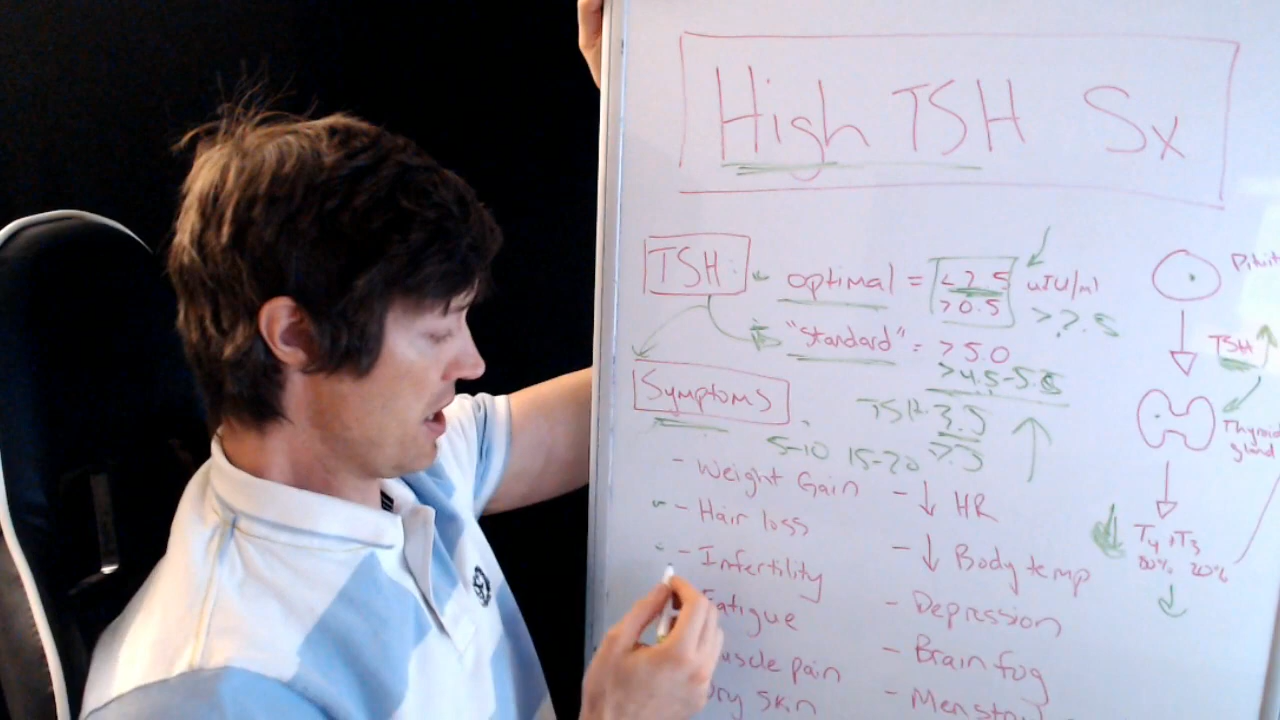 High TSH Sx
TSH
optimal = <2.5 uIU/ml
>0.5
>2.5
"Standard" = >5.0
>4.5-5.5
Symptoms
TSH 3.5
5-10 15-20
- Weight Gain
- Hair loss
- Infertility
Fatigue
muscle pain
Dry skin
- ↓ HR
- ↓ Body temp
- Depression
- Brain fog
- Menstr
Pituit
TSH
Thyroid
gland
T4, T3
80% 20%